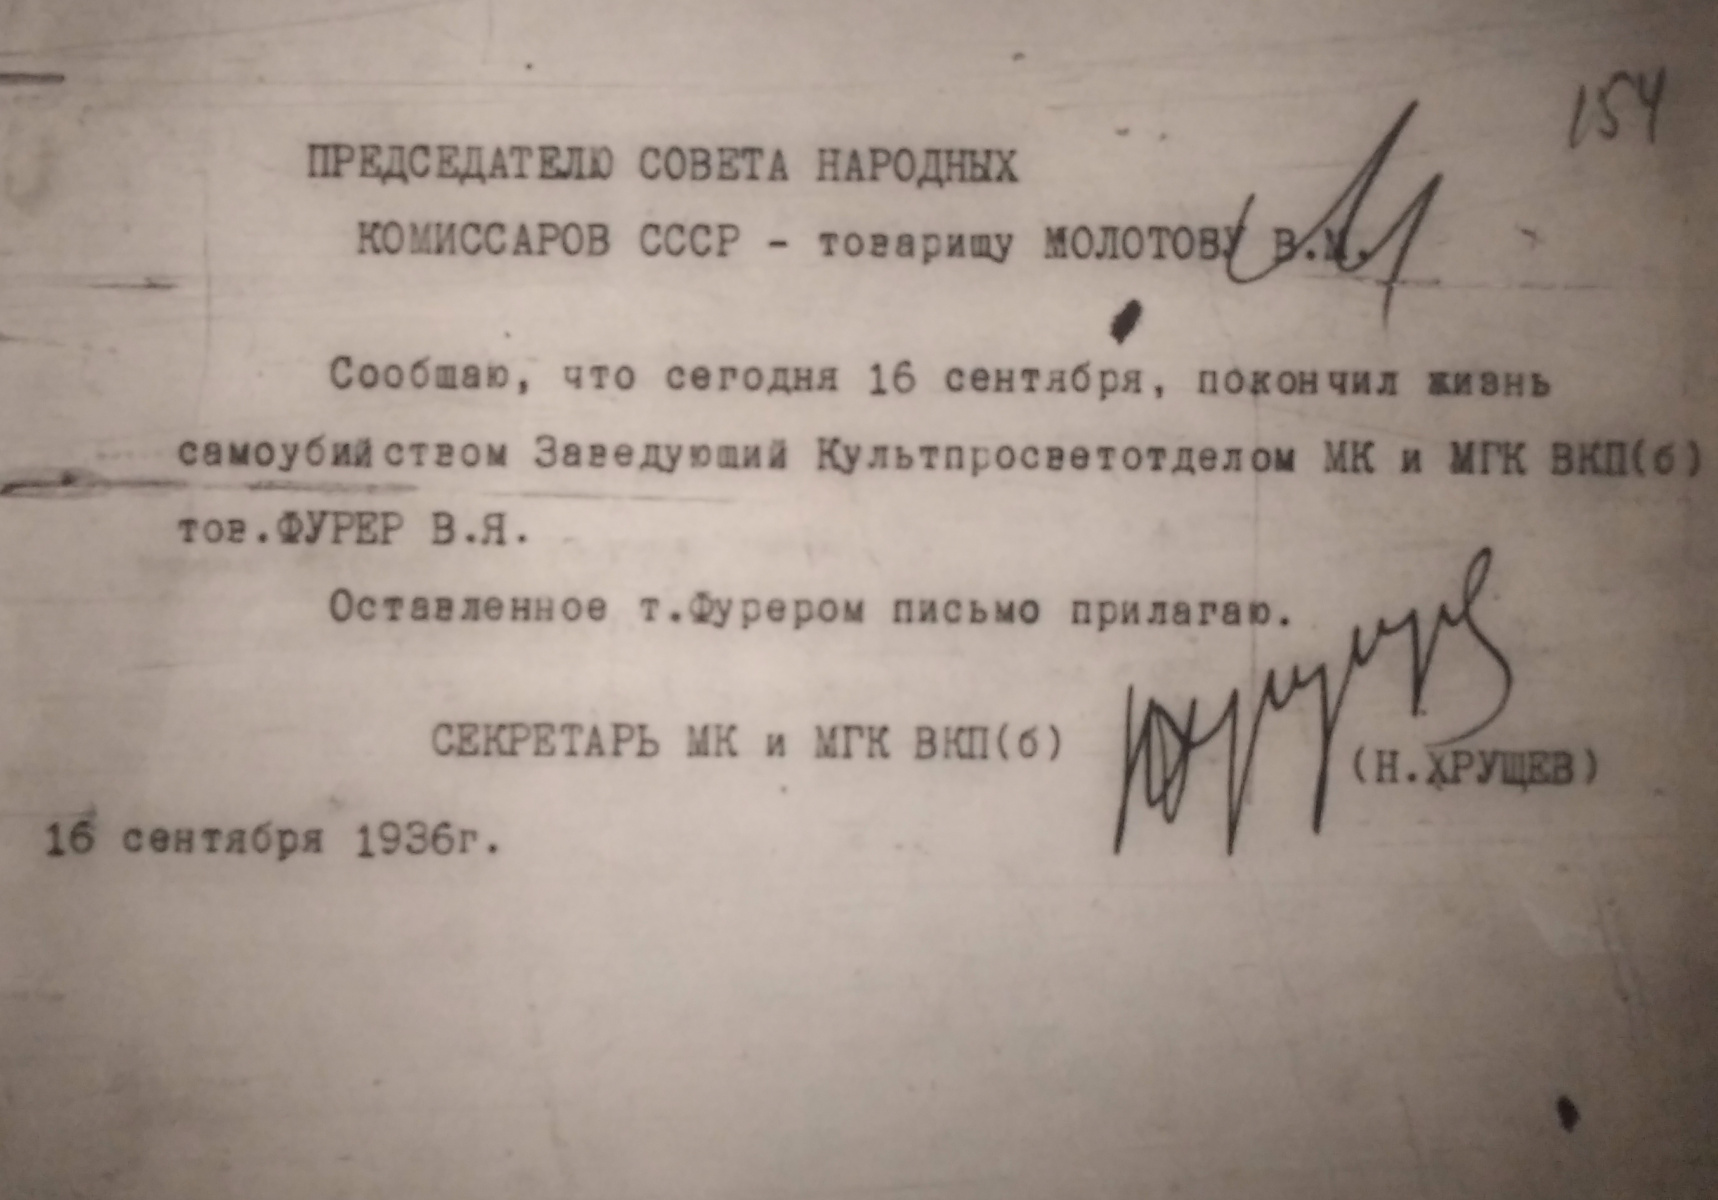 154
ПРЕДСЕДАТЕЛЮ СОВЕТА НАРОДНЫХ
КОМИССАРОВ СССР - товарищу МОЛОТОВУ В.М.
Сообщаю, что сегодня 16 сентября, покончил жизнь
самоубийством Заведующий Культпросветотделом МК и МГК ВКП(б)
тов.ФУРЕР В.Я.
Оставленное т.Фурером письмо прилагаю.
СЕКРЕТАРЬ МК и МГК ВКП(б)
(Н.ХРУЩЕВ)
16 сентября 1936г.